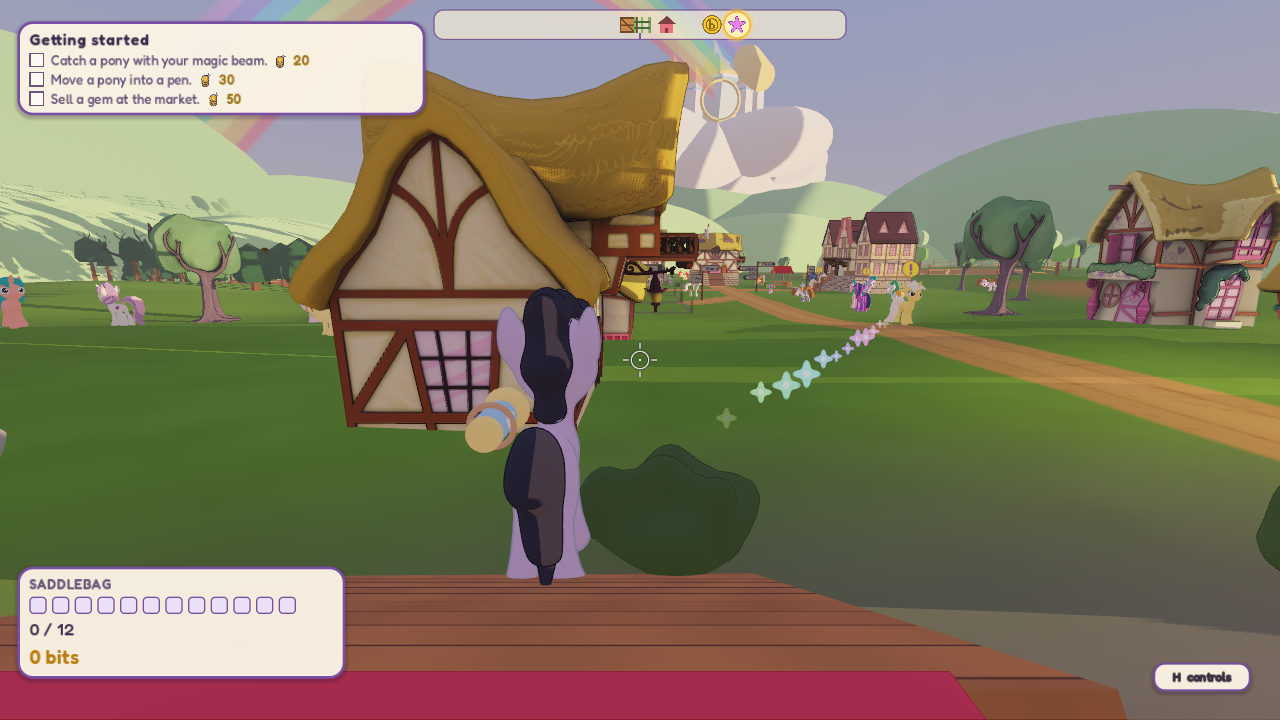 Getting started
Catch a pony with your magic beam. 20
Move a pony into a pen. 30
Sell a gem at the market. 50
SADDLEBAG
0 / 12
0 bits
H controls